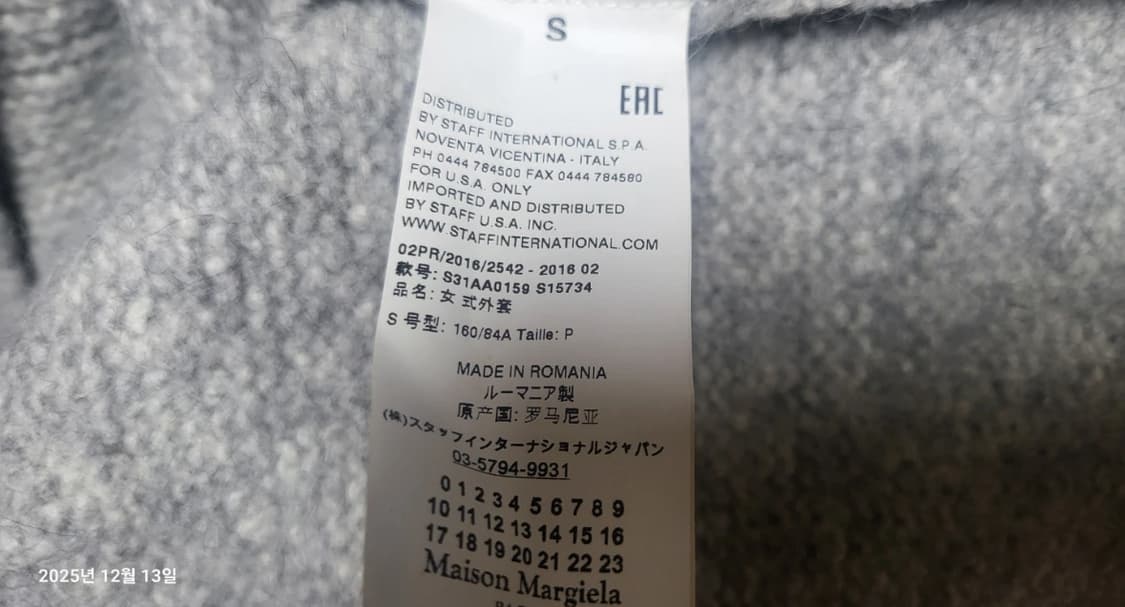 S
EAC
DISTRIBUTED
BY STAFF INTERNATIONAL S.P.A.
NOVENTA VICENTINA - ITALY
PH 0444 784500 FAX 0444 784580
FOR U.S.A. ONLY
IMPORTED AND DISTRIBUTED
BY STAFF U.S.A. INC.
WWW.STAFFINTERNATIONAL.COM
02PR/2016/2542 - 2016 02
款号: S31AA0159 S15734
品名: 女 式外套
S 号型: 160/84A Taille: P
MADE IN ROMANIA
ルーマニア製
原产国: 罗马尼亚
(株)スタッフインターナショナルジャパン
03-5794-9931
0 1 2 3 4 5 6 7 8 9
10 11 12 13 14 15 16
17 18 19 20 21 22 23
Maison Margiela
2025년 12월 13일